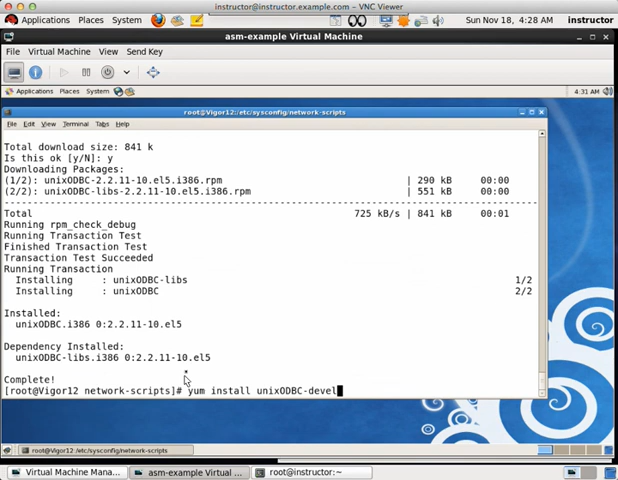 instructor@instructor.example.com – VNC Viewer
Applications Places System Sun Nov 18, 4:28 AM instructor
asm-example Virtual Machine
File Virtual Machine View Send Key
Applications Places System 4:31 AM
root@Vigor12:/etc/sysconfig/network-scripts
File Edit View Terminal Tabs Help
Total download size: 841 k
Is this ok [y/N]: y
Downloading Packages:
(1/2): unixODBC-2.2.11-10.el5.i386.rpm | 290 kB 00:00
(2/2): unixODBC-libs-2.2.11-10.el5.i386.rpm | 551 kB 00:00
--------------------------------------------------------------------------------
Total 725 kB/s | 841 kB 00:01
Running rpm_check_debug
Running Transaction Test
Finished Transaction Test
Transaction Test Succeeded
Running Transaction
Installing : unixODBC-libs 1/2
Installing : unixODBC 2/2
Installed:
unixODBC.i386 0:2.2.11-10.el5
Dependency Installed:
unixODBC-libs.i386 0:2.2.11-10.el5
Complete!
[root@Vigor12 network-scripts]# yum install unixODBC-devel
root@Vigor12:/etc/sysconfig/network-scripts
Virtual Machine Mana... asm-example Virtual ... root@instructor:~